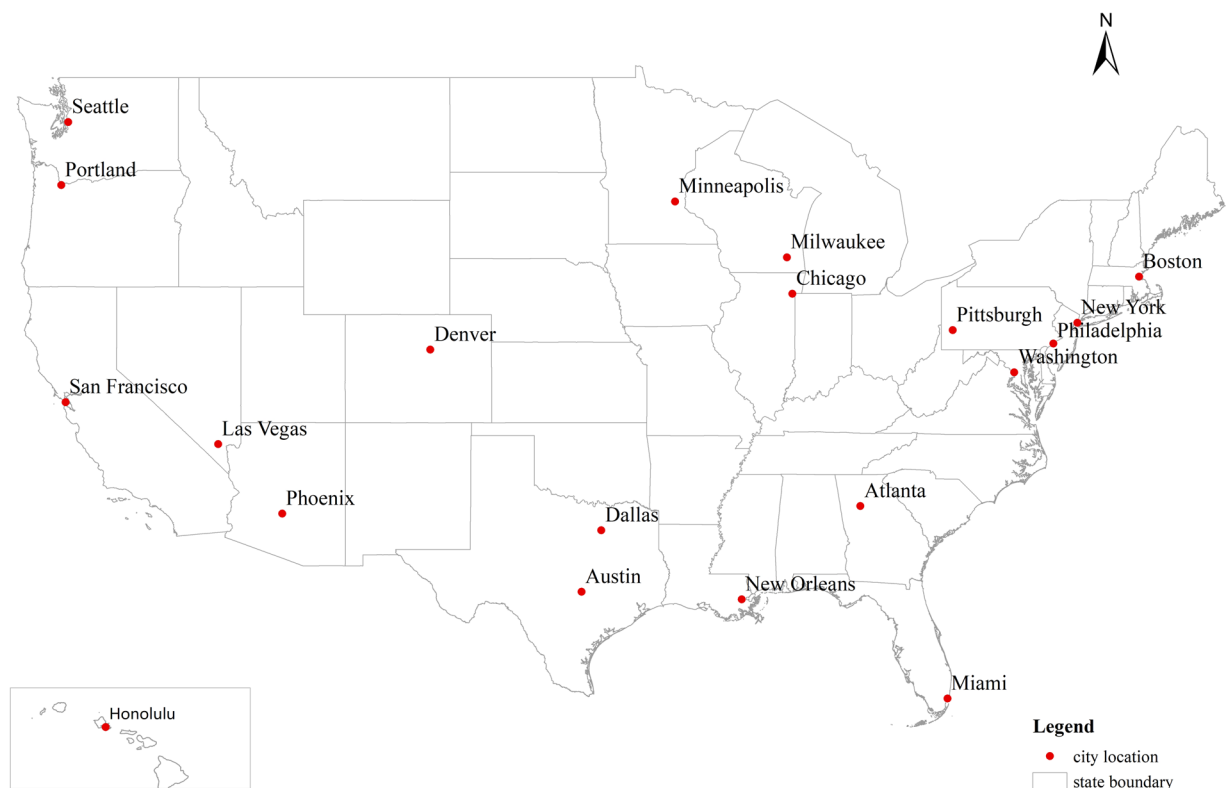 N
Seattle
Portland
Minneapolis
Milwaukee
Boston
Chicago
New York
Pittsburgh
Philadelphia
Denver
Washington
San Francisco
Las Vegas
Atlanta
Phoenix
Dallas
Austin
New Orleans
Miami
Honolulu
Legend
city location
state boundary